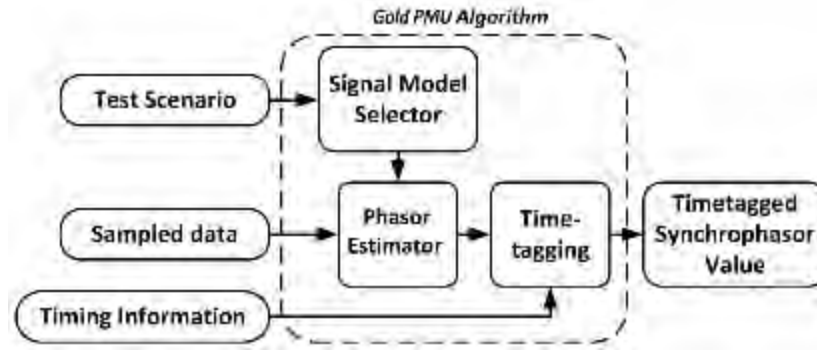 Gold PMU Algorithm
Test Scenario
Signal Model
Selector
Sampled data
Phasor
Estimator
Time-
tagging
Timetagged
Synchrophasor
Value
Timing Information